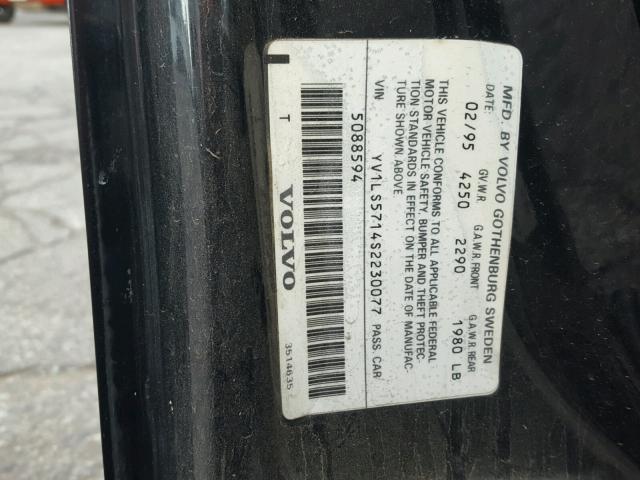 MFD. BY VOLVO GOTHENBURG SWEDEN
DATE: G.V.W.R. G.A.W.R. FRONT G.A.W.R. REAR
02/95 4250 2290 1980 LB
THIS VEHICLE CONFORMS TO ALL APPLICABLE FEDERAL
MOTOR VEHICLE SAFETY, BUMPER AND THEFT PROTEC-
TION STANDARDS IN EFFECT ON THE DATE OF MANUFAC-
TURE SHOWN ABOVE
VIN YV1LS5714S2230077 PASS CAR
5088594
T VOLVO 3514635